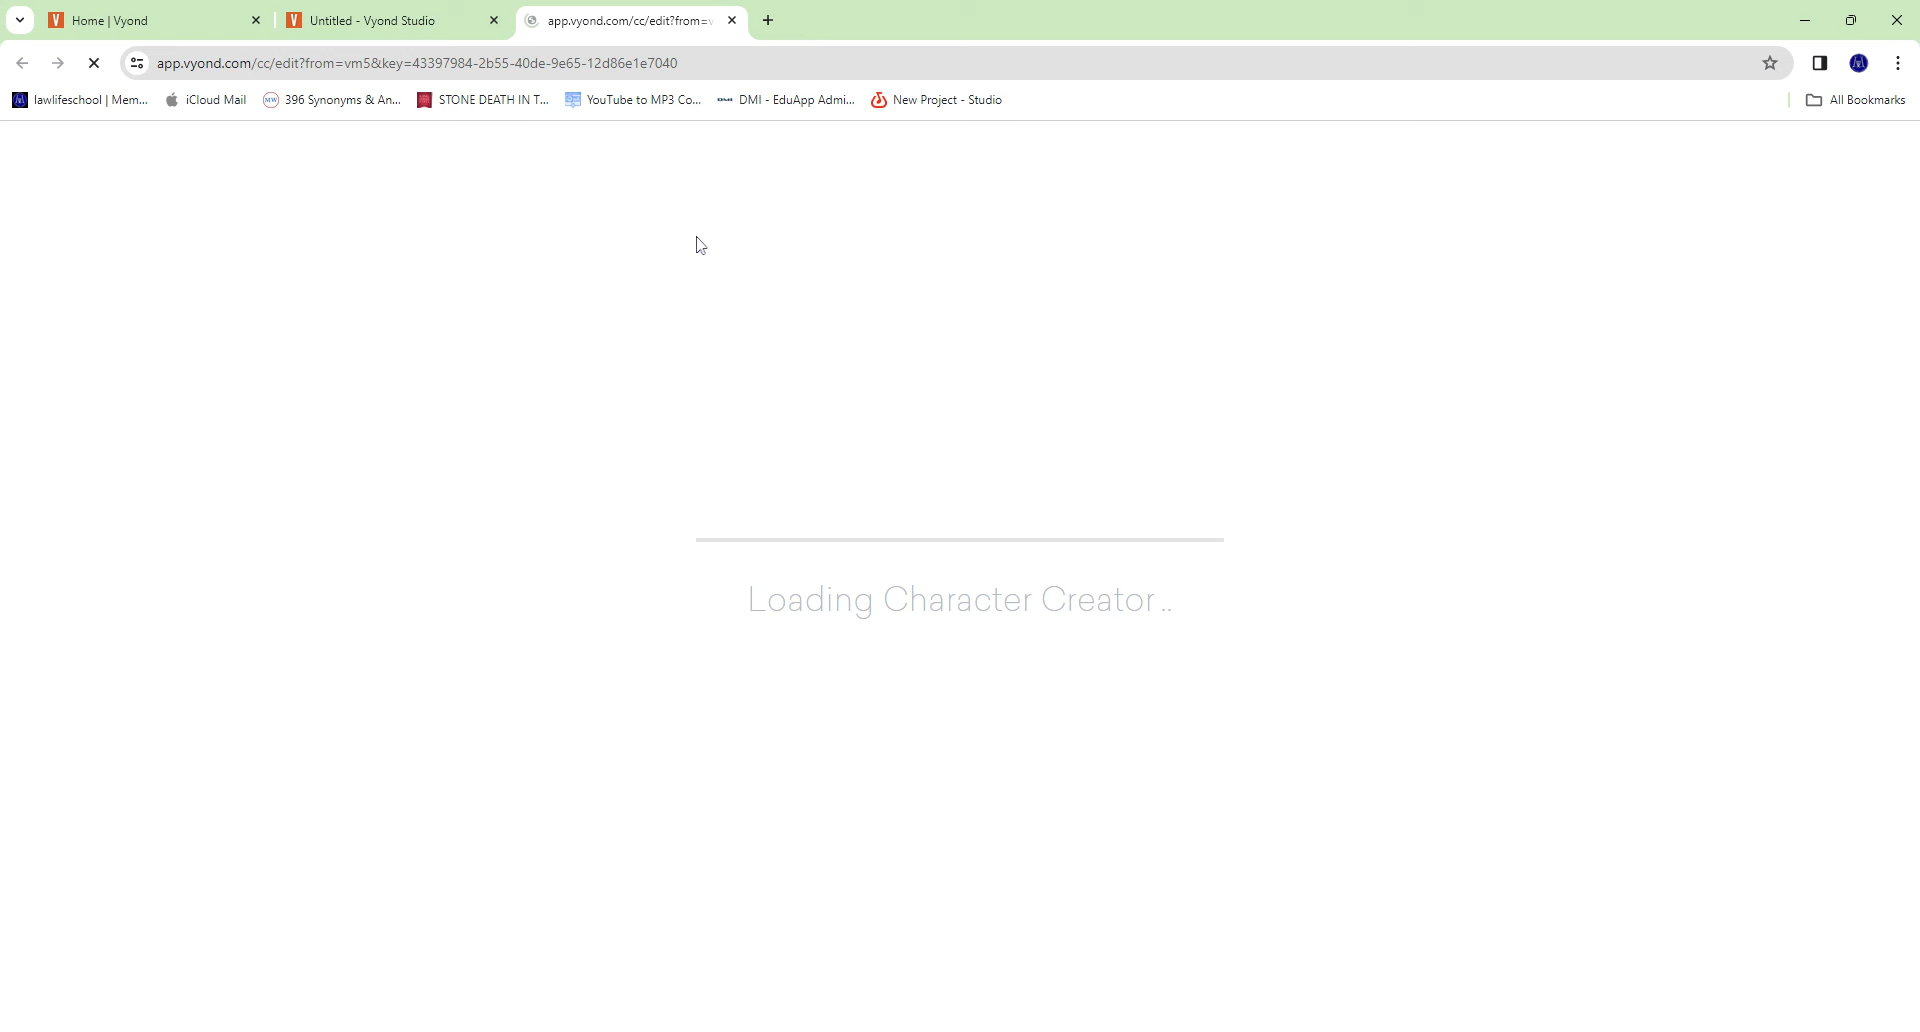 Home | Vyond
Untitled - Vyond Studio
app.vyond.com/cc/edit?from=v
app.vyond.com/cc/edit?from=vm5&key=43397984-2b55-40de-9e65-12d86e1e7040
lawlifeschool | Mem...
iCloud Mail
MW 396 Synonyms & An...
STONE DEATH IN T...
YouTube to MP3 Co...
DMI - EduApp Admi...
New Project - Studio
All Bookmarks
Loading Character Creator..